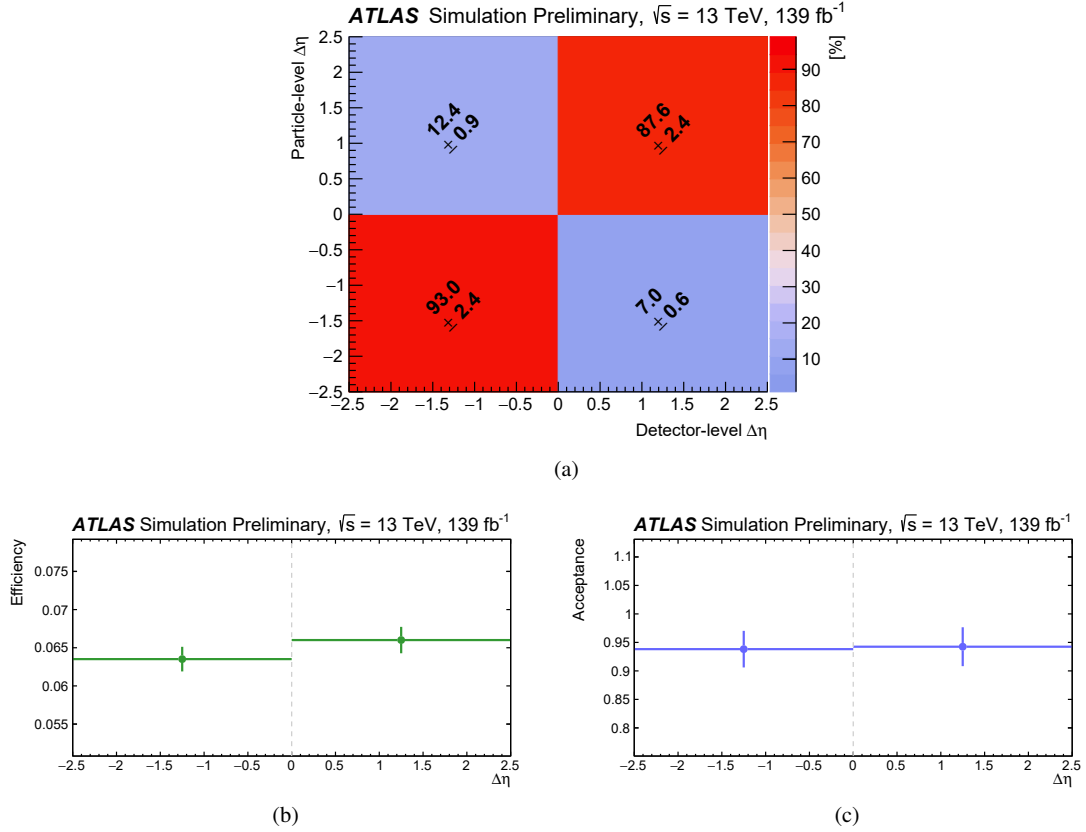 ATLAS Simulation Preliminary, √s = 13 TeV, 139 fb⁻¹
Particle-level Δη
2.5
2
1.5
1
0.5
0
−0.5
−1
−1.5
−2
−2.5
12.4
± 0.9
87.6
± 2.4
93.0
± 2.4
7.0
± 0.6
−2.5 −2 −1.5 −1 −0.5 0 0.5 1 1.5 2 2.5
Detector-level Δη
[%]
90
80
70
60
50
40
30
20
10
(a)
ATLAS Simulation Preliminary, √s = 13 TeV, 139 fb⁻¹
Efficiency
0.075
0.07
0.065
0.06
0.055
−2.5 −2 −1.5 −1 −0.5 0 0.5 1 1.5 2 2.5
Δη
(b)
ATLAS Simulation Preliminary, √s = 13 TeV, 139 fb⁻¹
Acceptance
1.1
1.05
1
0.95
0.9
0.85
0.8
−2.5 −2 −1.5 −1 −0.5 0 0.5 1 1.5 2 2.5
Δη
(c)